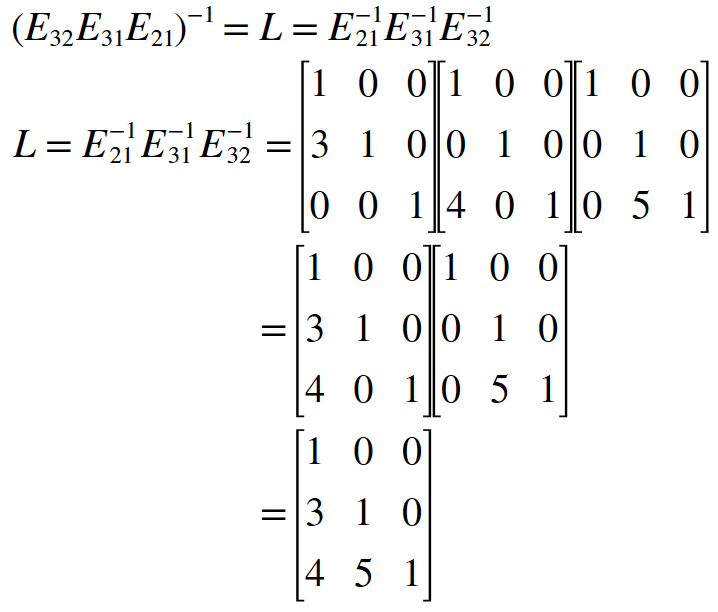 (E₃₂E₃₁E₂₁)⁻¹ = L = E₂₁⁻¹E₃₁⁻¹E₃₂⁻¹
L = E₂₁⁻¹E₃₁⁻¹E₃₂⁻¹ = [1 0 0; 3 1 0; 0 0 1][1 0 0; 0 1 0; 4 0 1][1 0 0; 0 1 0; 0 5 1]
= [1 0 0; 3 1 0; 4 0 1][1 0 0; 0 1 0; 0 5 1]
= [1 0 0; 3 1 0; 4 5 1]